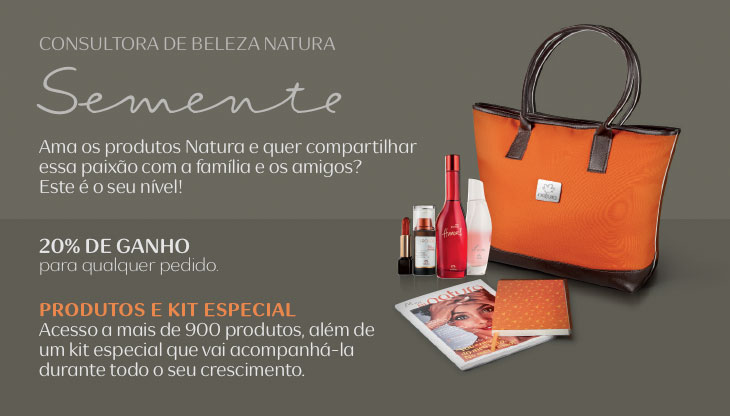 CONSULTORA DE BELEZA NATURA
Semente
Ama os produtos Natura e quer compartilhar
essa paixão com a família e os amigos?
Este é o seu nível!
20% DE GANHO
para qualquer pedido.
PRODUTOS E KIT ESPECIAL
Acesso a mais de 900 produtos, além de
um kit especial que vai acompanhá-la
durante todo o seu crescimento.
natura
natura